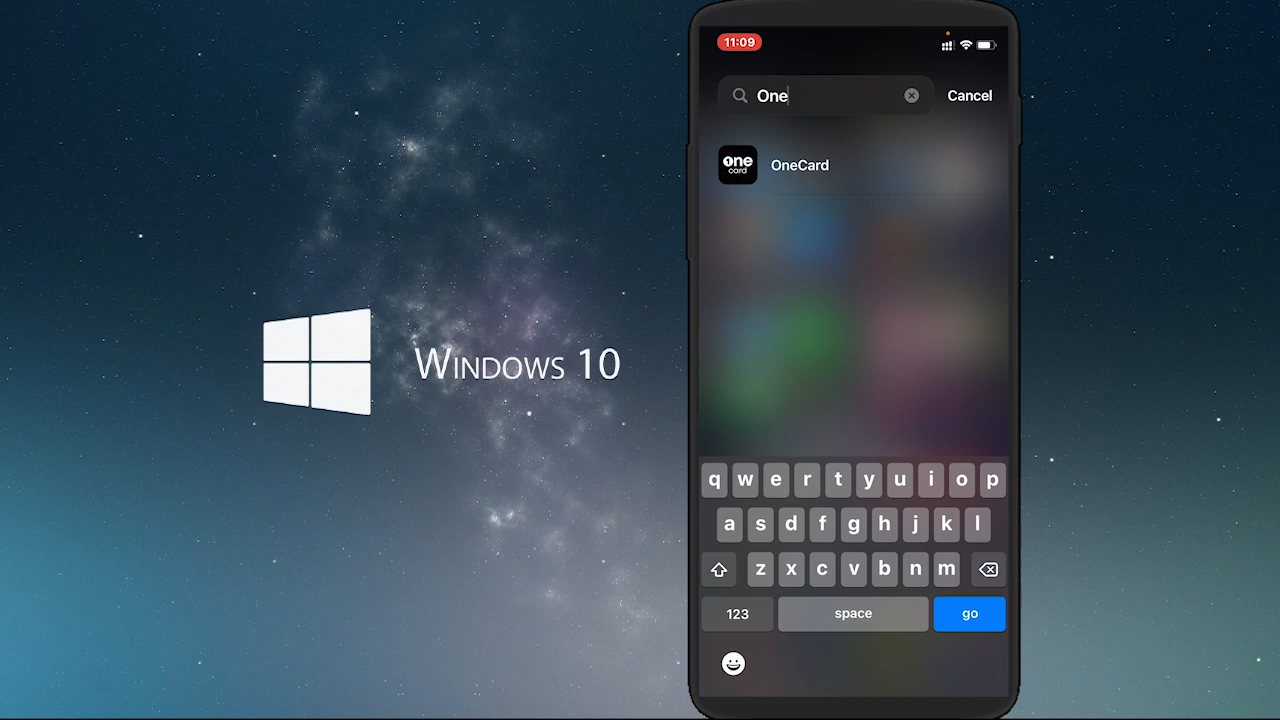 11:09
One
Cancel
one
card
OneCard
WINDOWS 10
q w e r t y u i o p
a s d f g h j k l
z x c v b n m
123 space go